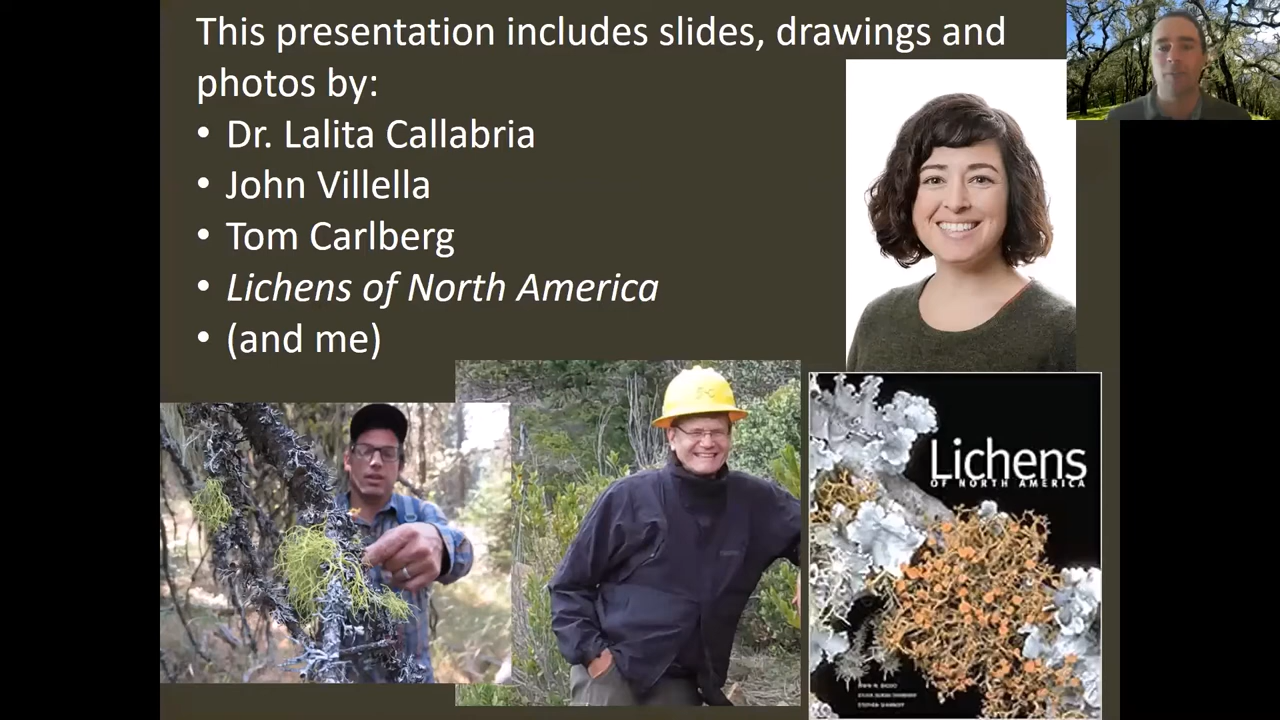 This presentation includes slides, drawings and
photos by:
• Dr. Lalita Callabria
• John Villella
• Tom Carlberg
• Lichens of North America
• (and me)
Lichens
OF NORTH AMERICA